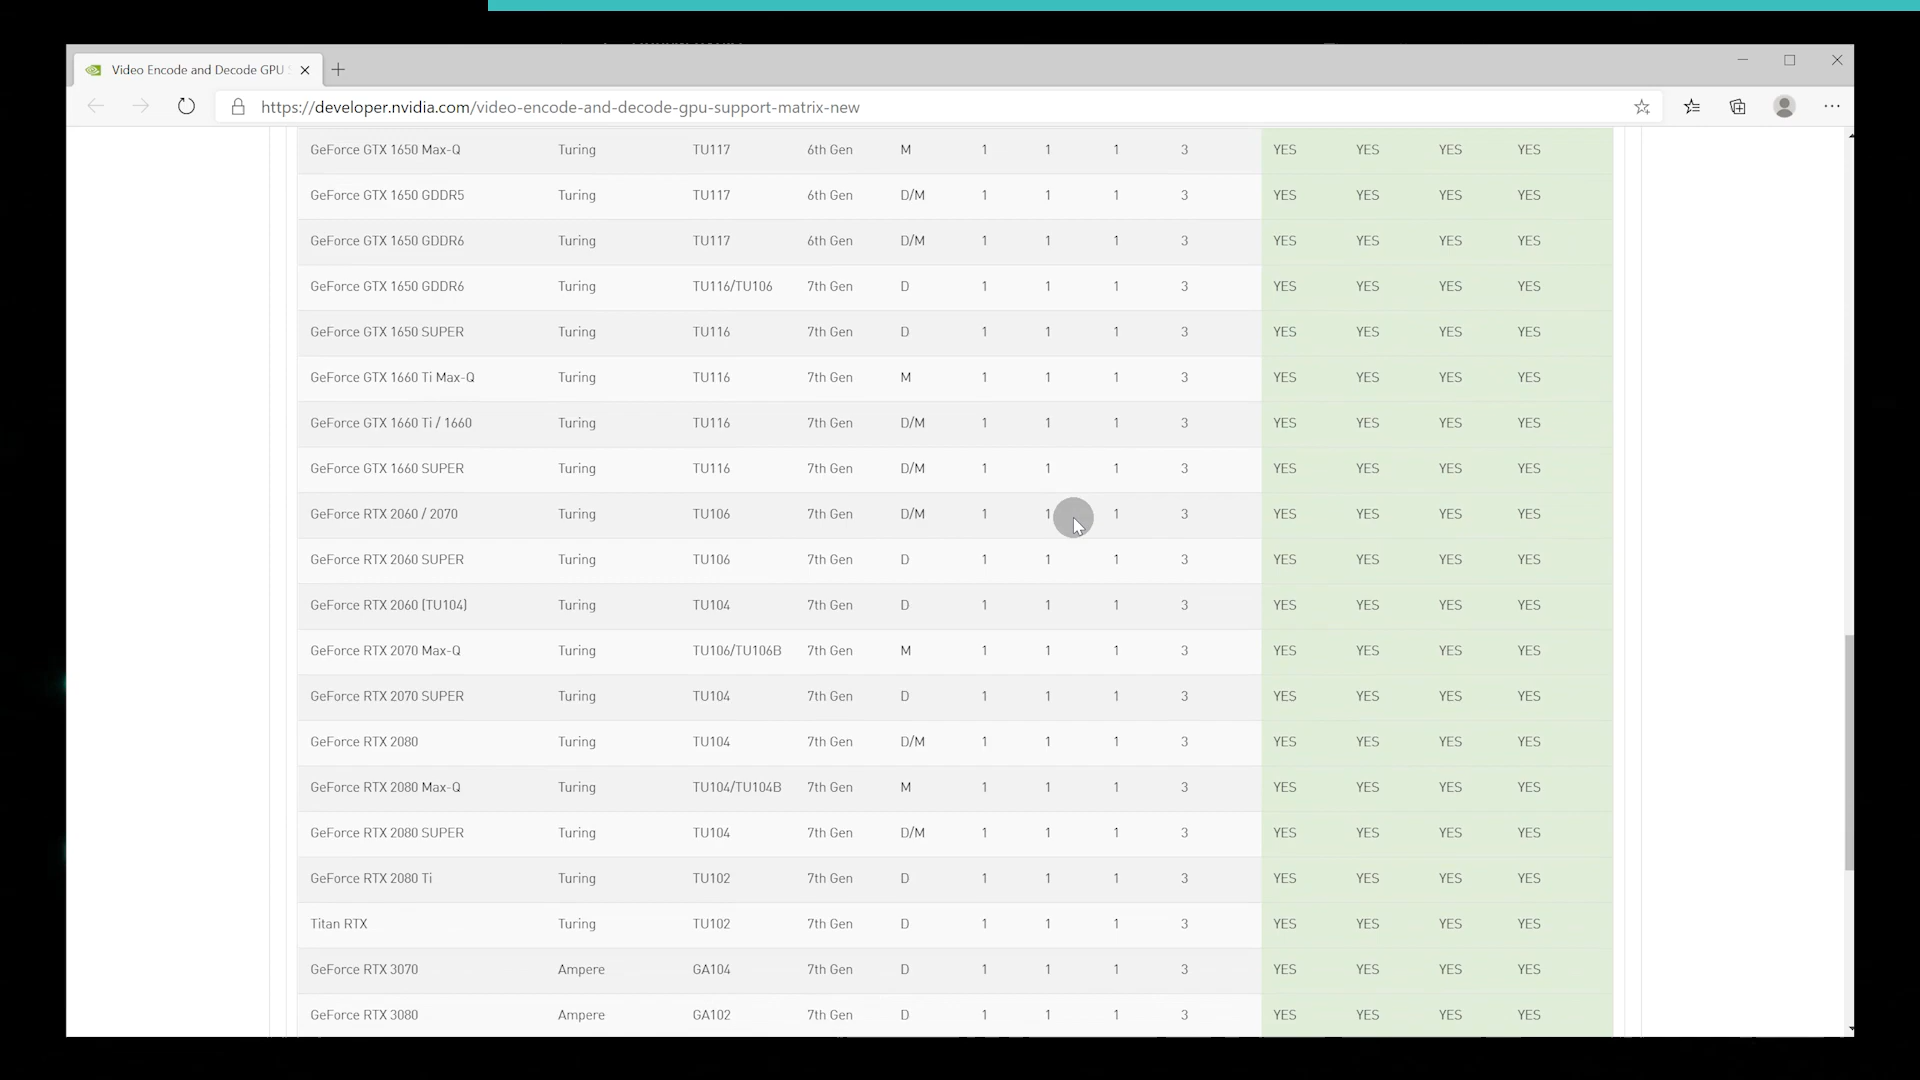 Video Encode and Decode GPU
https://developer.nvidia.com/video-encode-and-decode-gpu-support-matrix-new
GeForce GTX 1650 Max-Q Turing TU117 6th Gen M 1 1 1 3 YES YES YES YES
GeForce GTX 1650 GDDR5 Turing TU117 6th Gen D/M 1 1 1 3 YES YES YES YES
GeForce GTX 1650 GDDR6 Turing TU117 6th Gen D/M 1 1 1 3 YES YES YES YES
GeForce GTX 1650 GDDR6 Turing TU116/TU106 7th Gen D 1 1 1 3 YES YES YES YES
GeForce GTX 1650 SUPER Turing TU116 7th Gen D 1 1 1 3 YES YES YES YES
GeForce GTX 1660 Ti Max-Q Turing TU116 7th Gen M 1 1 1 3 YES YES YES YES
GeForce GTX 1660 Ti / 1660 Turing TU116 7th Gen D/M 1 1 1 3 YES YES YES YES
GeForce GTX 1660 SUPER Turing TU116 7th Gen D/M 1 1 1 3 YES YES YES YES
GeForce RTX 2060 / 2070 Turing TU106 7th Gen D/M 1 1 1 3 YES YES YES YES
GeForce RTX 2060 SUPER Turing TU106 7th Gen D 1 1 1 3 YES YES YES YES
GeForce RTX 2060 [TU104] Turing TU104 7th Gen D 1 1 1 3 YES YES YES YES
GeForce RTX 2070 Max-Q Turing TU106/TU106B 7th Gen M 1 1 1 3 YES YES YES YES
GeForce RTX 2070 SUPER Turing TU104 7th Gen D 1 1 1 3 YES YES YES YES
GeForce RTX 2080 Turing TU104 7th Gen D/M 1 1 1 3 YES YES YES YES
GeForce RTX 2080 Max-Q Turing TU104/TU104B 7th Gen M 1 1 1 3 YES YES YES YES
GeForce RTX 2080 SUPER Turing TU104 7th Gen D/M 1 1 1 3 YES YES YES YES
GeForce RTX 2080 Ti Turing TU102 7th Gen D 1 1 1 3 YES YES YES YES
Titan RTX Turing TU102 7th Gen D 1 1 1 3 YES YES YES YES
GeForce RTX 3070 Ampere GA104 7th Gen D 1 1 1 3 YES YES YES YES
GeForce RTX 3080 Ampere GA102 7th Gen D 1 1 1 3 YES YES YES YES